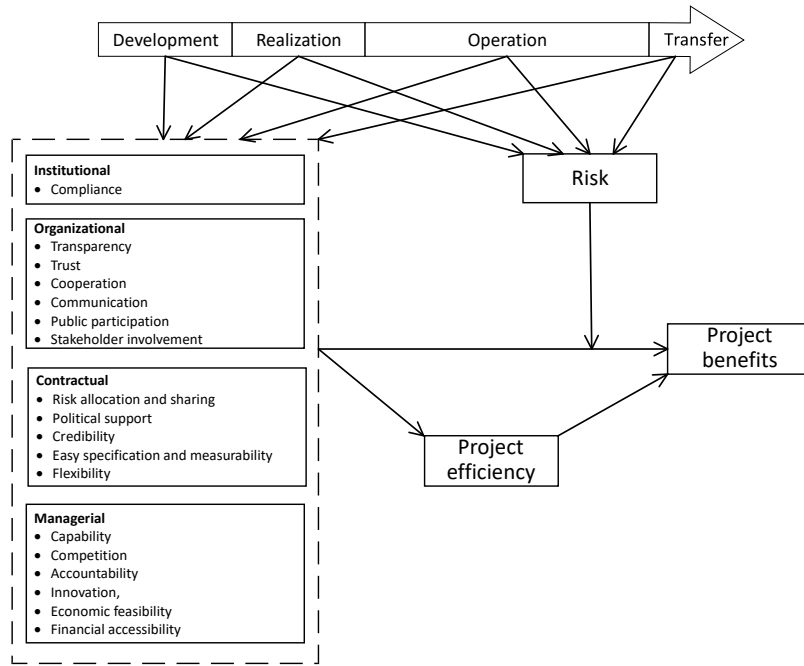 Development Realization Operation Transfer
Institutional
• Compliance
Organizational
• Transparency
• Trust
• Cooperation
• Communication
• Public participation
• Stakeholder involvement
Contractual
• Risk allocation and sharing
• Political support
• Credibility
• Easy specification and measurability
• Flexibility
Managerial
• Capability
• Competition
• Accountability
• Innovation,
• Economic feasibility
• Financial accessibility
Risk
Project
benefits
Project
efficiency